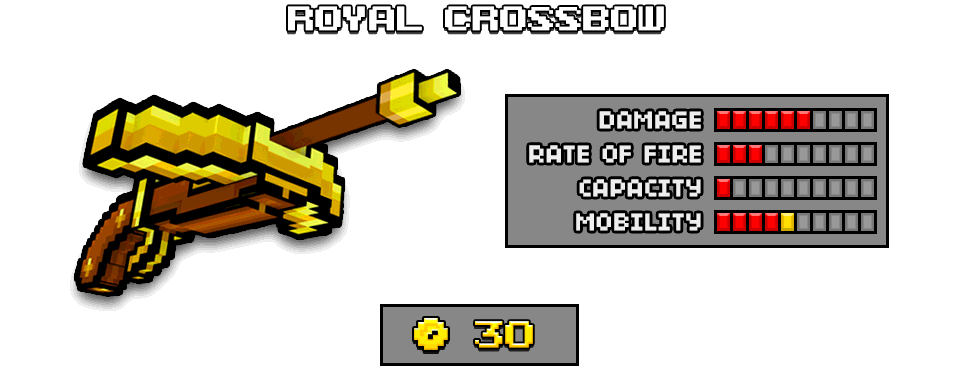 ROYAL CROSSBOW
DAMAGE
RATE OF FIRE
CAPACITY
MOBILITY
30